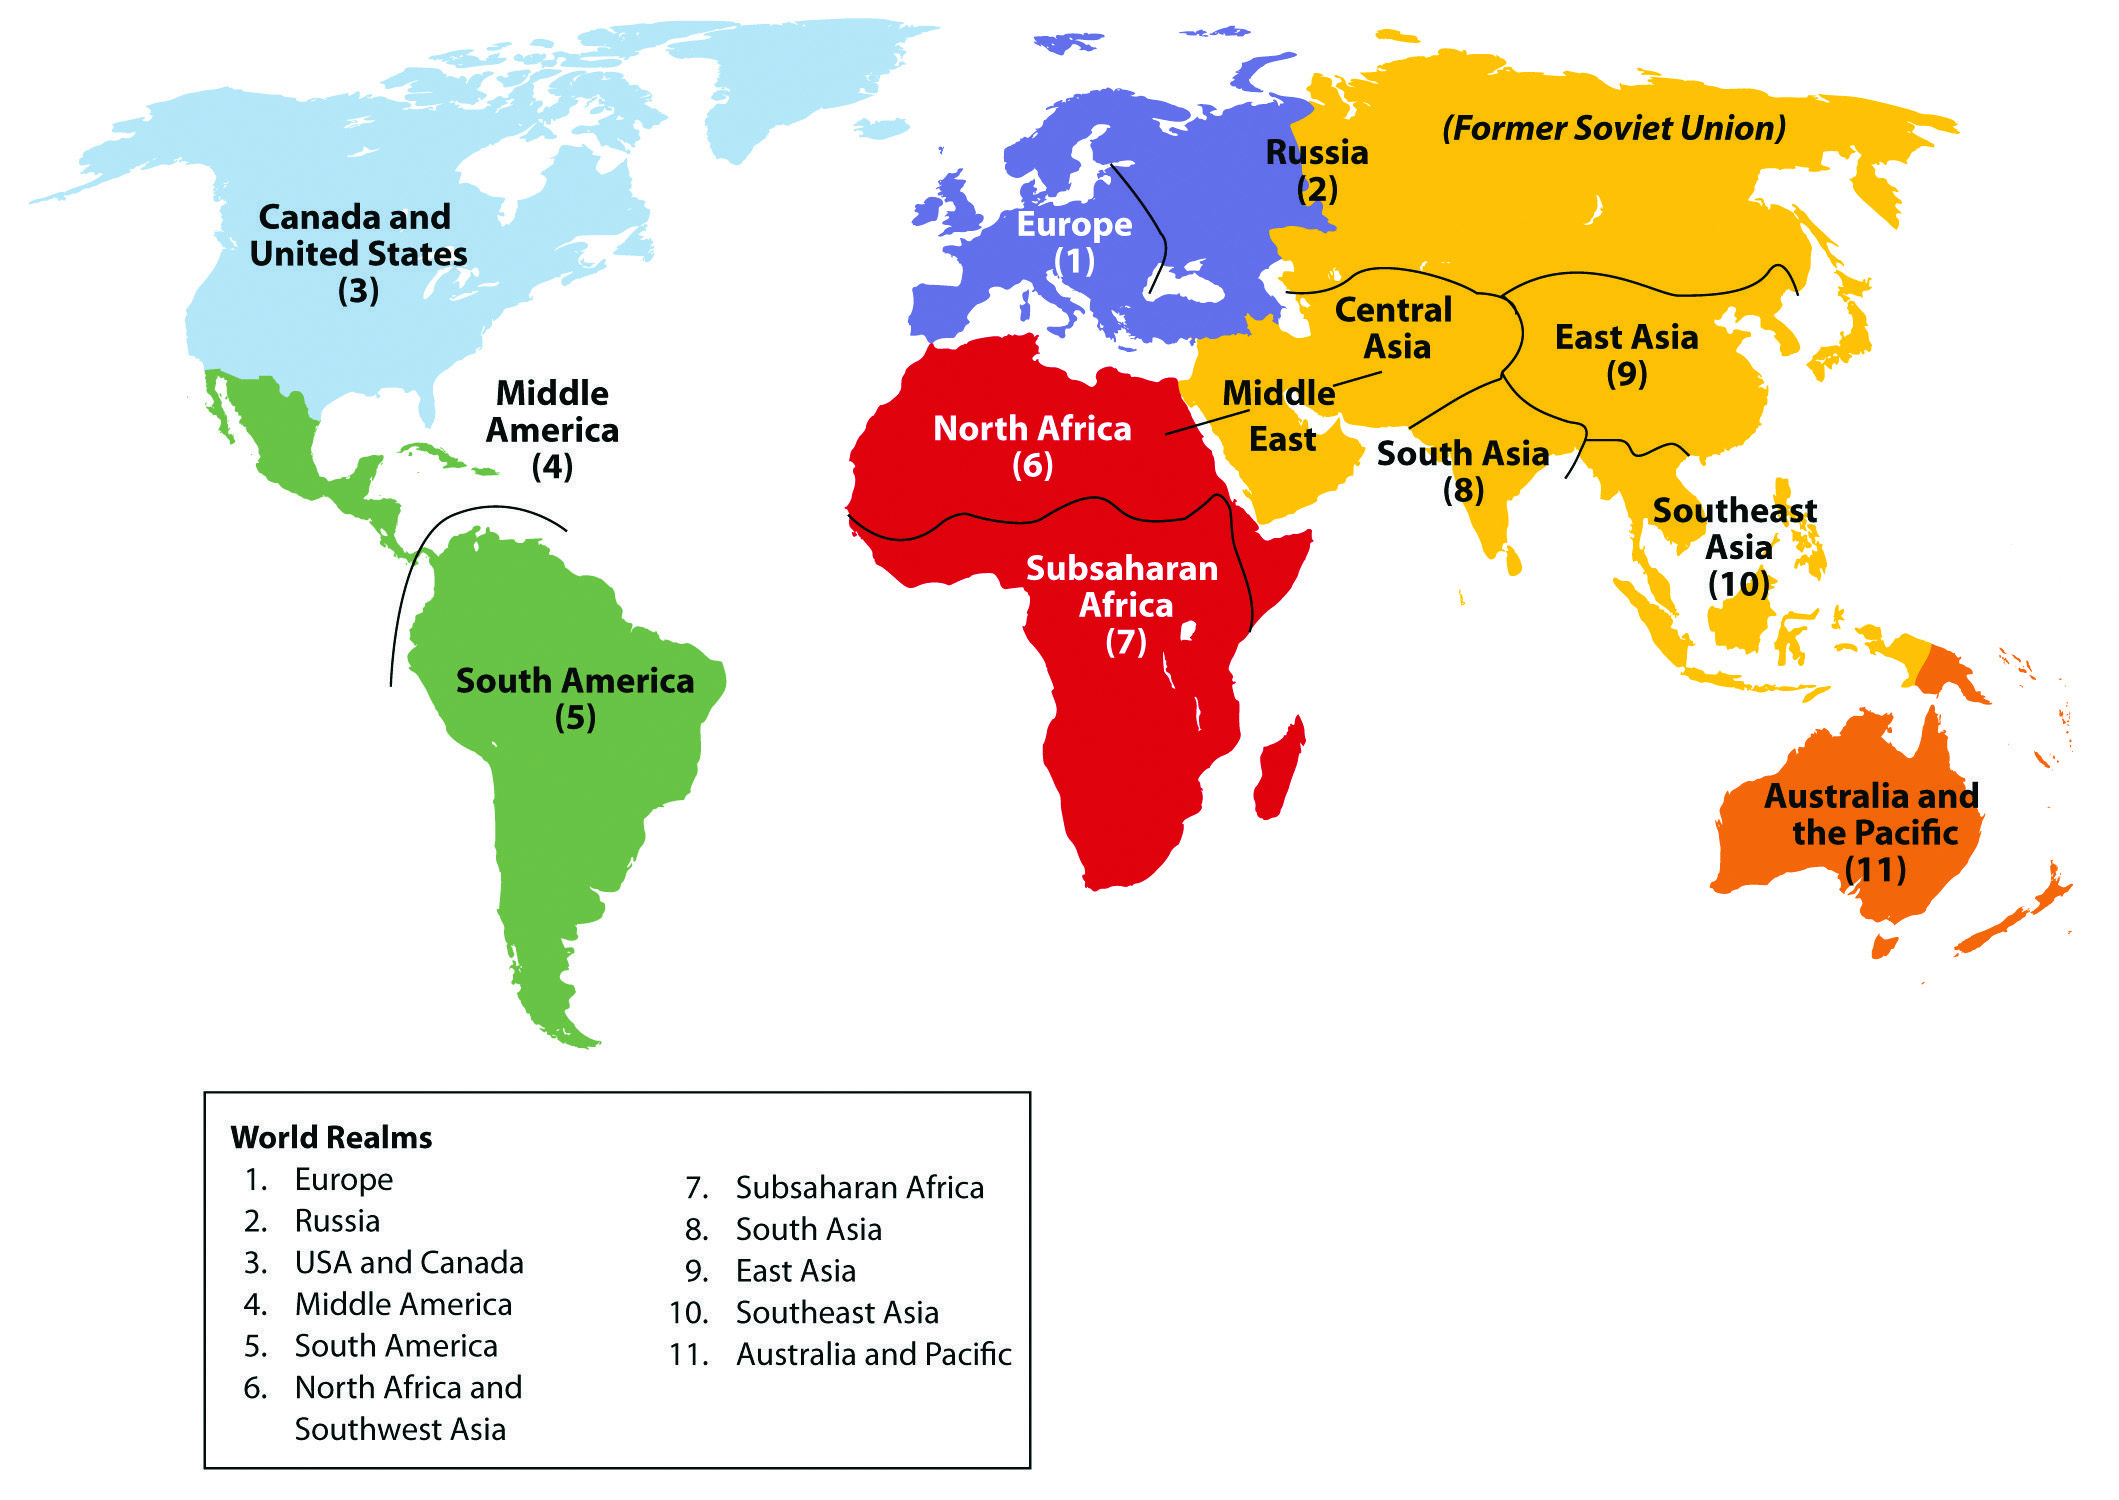 (Former Soviet Union)
Russia
(2)
Canada and
United States
(3)
Europe
(1)
Central
Asia
East Asia
(9)
Middle
America
(4)
Middle
East
North Africa
(6)
South Asia
(8)
Southeast
Asia
(10)
Subsaharan
Africa
(7)
South America
(5)
Australia and
the Pacific
(11)
World Realms
1. Europe
2. Russia
3. USA and Canada
4. Middle America
5. South America
6. North Africa and
Southwest Asia
7. Subsaharan Africa
8. South Asia
9. East Asia
10. Southeast Asia
11. Australia and Pacific